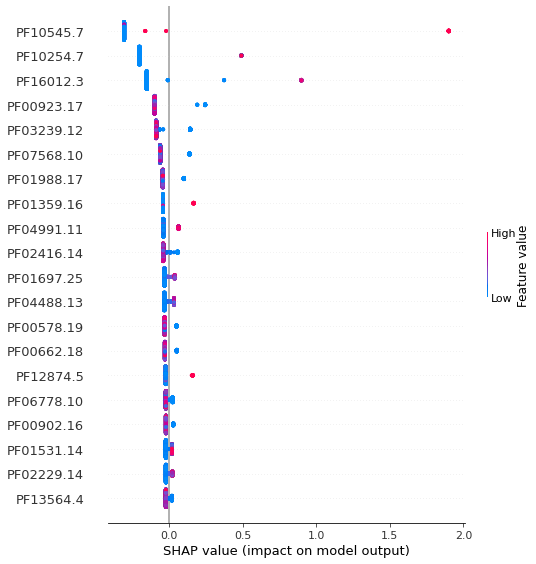 PF10545.7
PF10254.7
PF16012.3
PF00923.17
PF03239.12
PF07568.10
PF01988.17
PF01359.16
PF04991.11
PF02416.14
PF01697.25
PF04488.13
PF00578.19
PF00662.18
PF12874.5
PF06778.10
PF00902.16
PF01531.14
PF02229.14
PF13564.4
0.0 0.5 1.0 1.5 2.0
SHAP value (impact on model output)
High
Low
Feature value